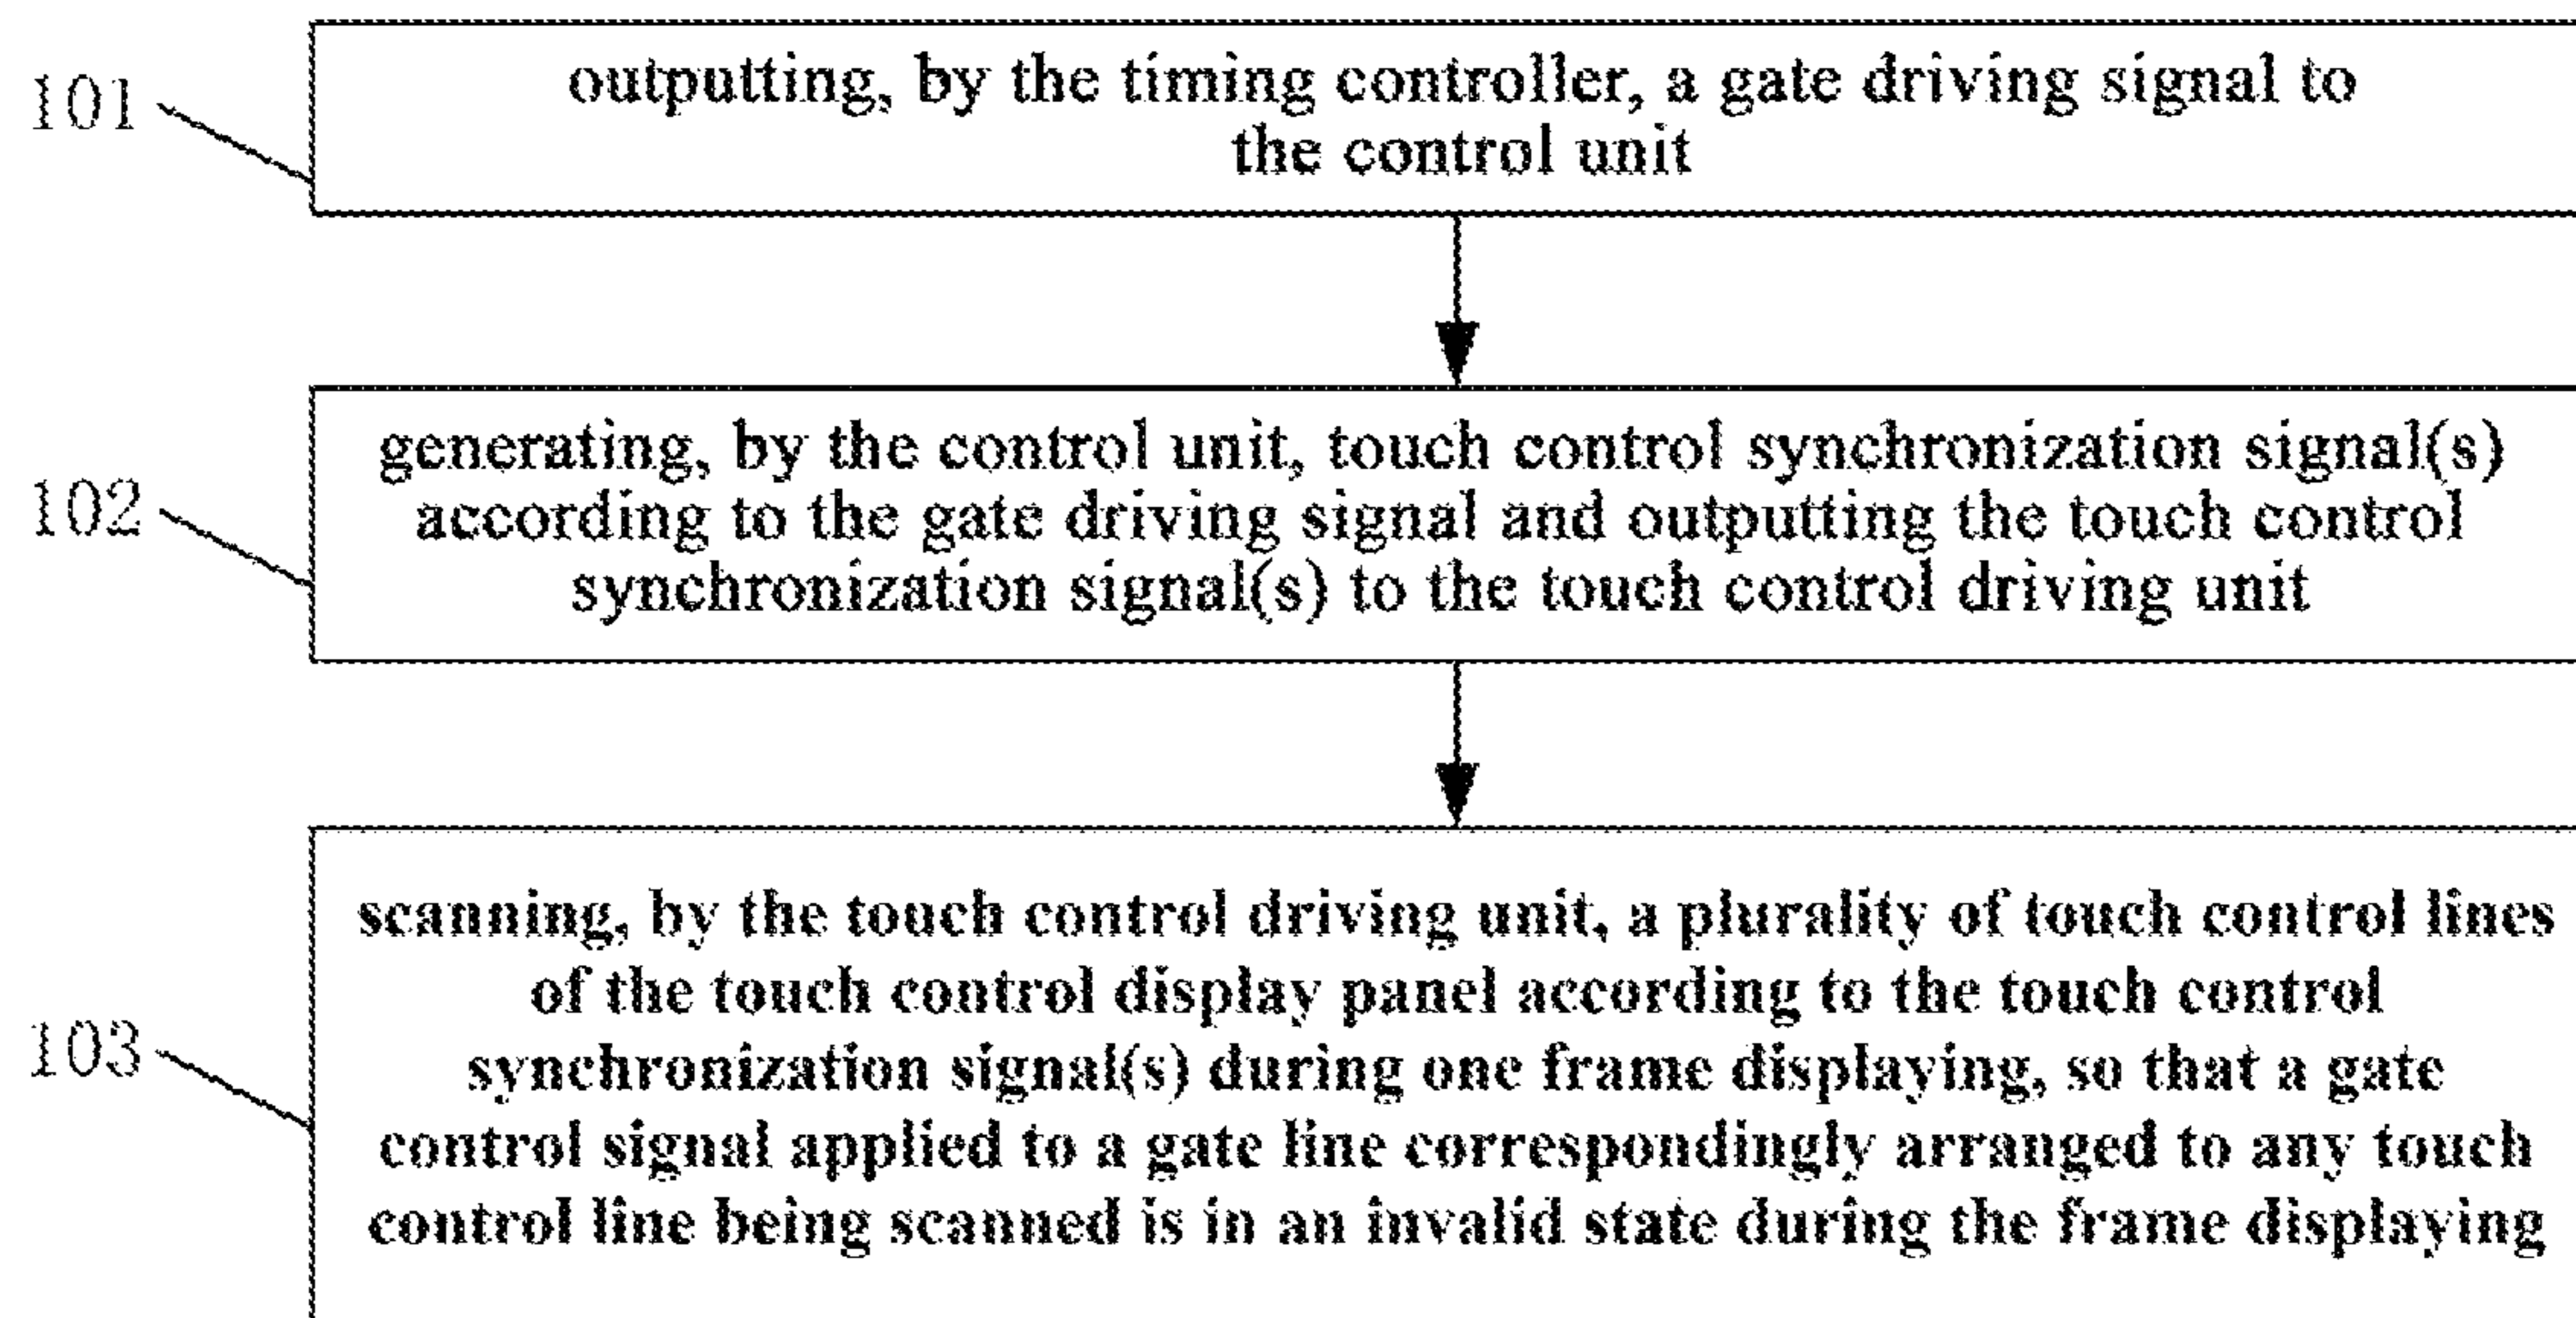 101
outputting, by the timing controller, a gate driving signal to
the control unit
102
generating, by the control unit, touch control synchronization signal(s)
according to the gate driving signal and outputting the touch control
synchronization signal(s) to the touch control driving unit
103
scanning, by the touch control driving unit, a plurality of touch control lines
of the touch control display panel according to the touch control
synchronization signal(s) during one frame displaying, so that a gate
control signal applied to a gate line correspondingly arranged to any touch
control line being scanned is in an invalid state during the frame displaying